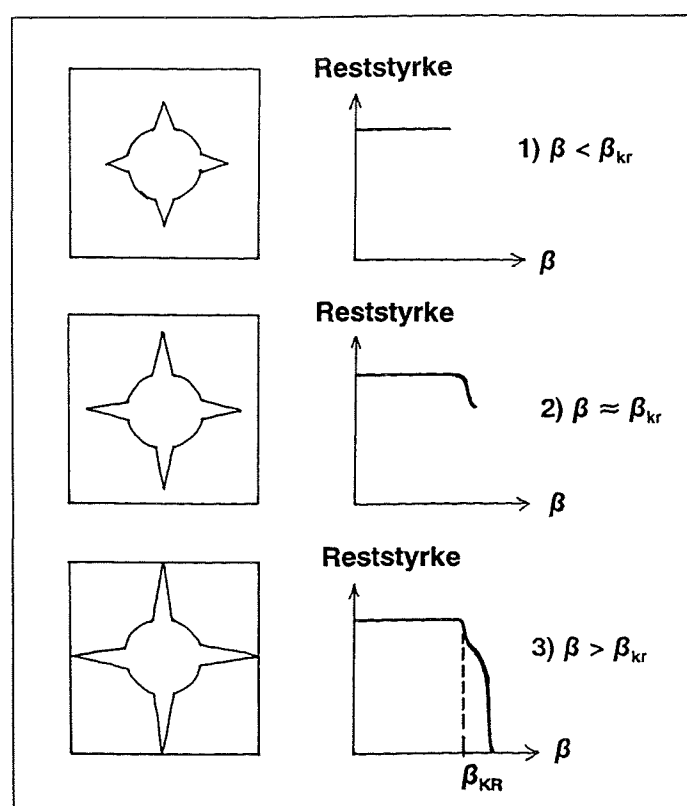 Reststyrke
1) β < βkr
β
Reststyrke
2) β ≈ βkr
β
Reststyrke
3) β > βkr
β
βKR